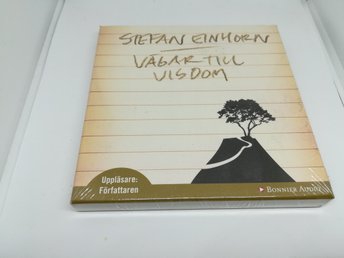 STEFAN EINHORN
VÄGAR TILL
VISDOM
Uppläsare:
Författaren
BONNIER AUDIO